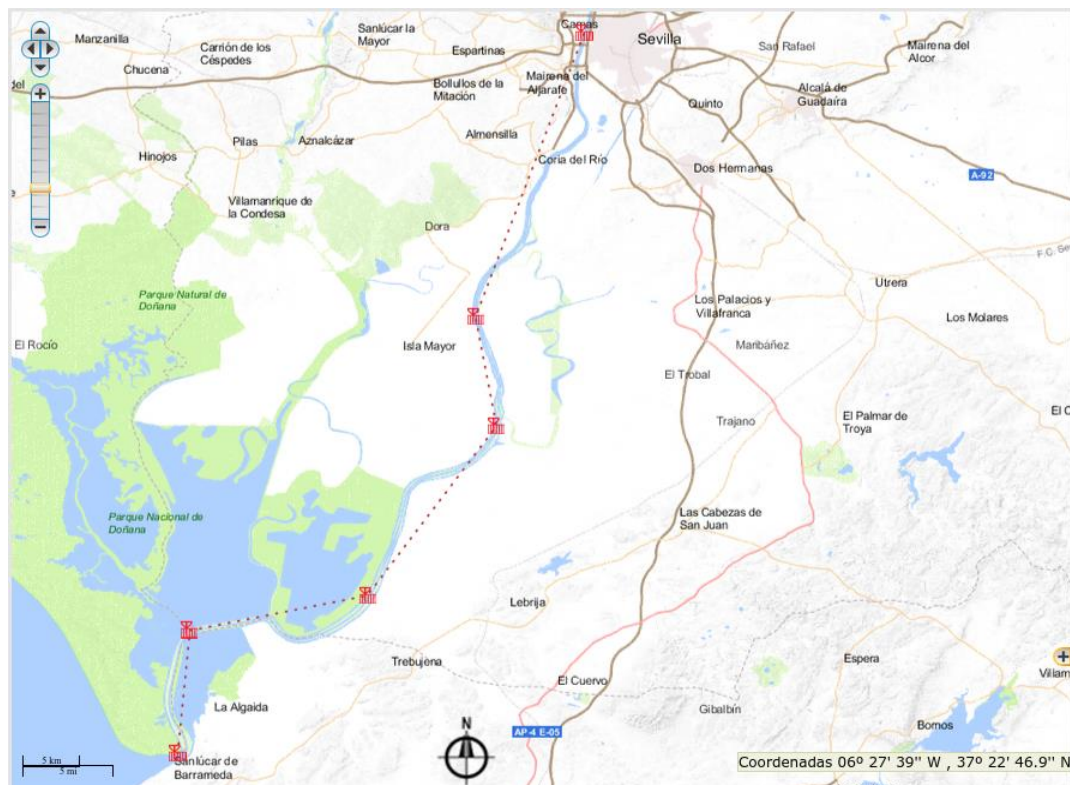 Manzanilla
Sanlúcar la
Mayor
Camas
Sevilla
San Rafael
Mairena del
Alcor
Carrión de los
Céspedes
Espartinas
Chucena
Mairena del
Aljarafe
Bollullos de la
Mitación
Quinto
Alcalá de
Guadaíra
del
Almensilla
Pilas
Aznalcázar
Hinojos
Coria del Río
Dos Hermanas
A-92
Villamanrique de
la Condesa
Dora
Utrera
Parque Natural de
Doñana
Los Palacios y
Villafranca
Los Molares
El Rocío
Isla Mayor
Maribáñez
El Trobal
Trajano
El Palmar de
Troya
Parque Nacional de
Doñana
Las Cabezas de
San Juan
Lebrija
Trebujena
Espera
El Cuervo
La Algaida
Gibalbín
Bornos
N
AP-4 E-05
Sanlúcar de
Barrameda
5 km
5 mi
Coordenadas 06º 27' 39" W , 37º 22' 46.9" N